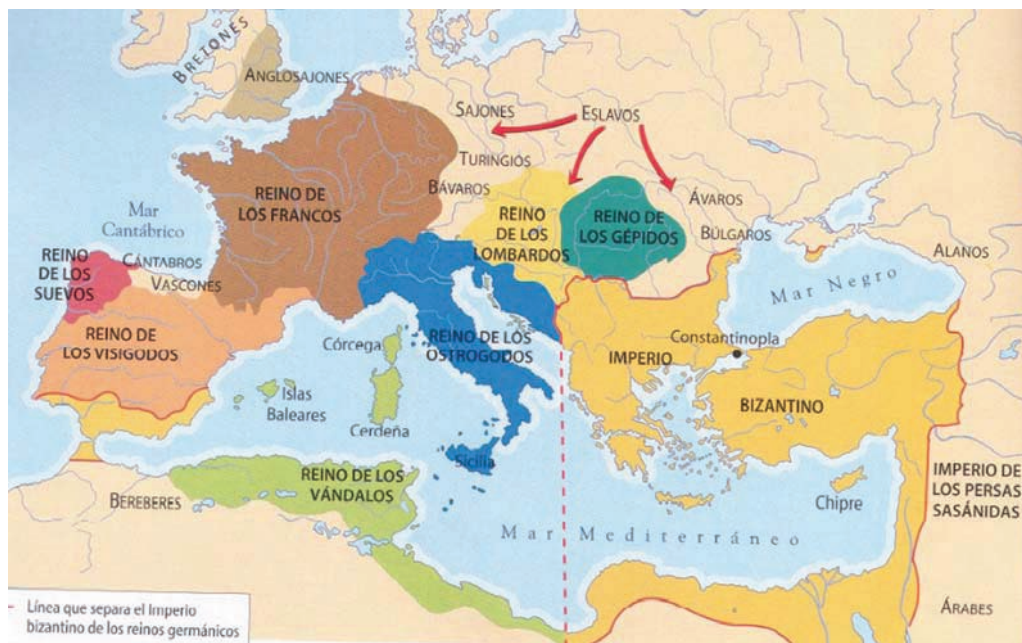 BRETONES
ANGLOSAJONES
SAJONES
ESLAVOS
TURINGIOS
BÁVAROS
REINO DE
LOS FRANCOS
REINO
DE LOS
LOMBARDOS
REINO DE
LOS GÉPIDOS
ÁVAROS
BÚLGAROS
ALANOS
Mar
Cantábrico
REINO
DE LOS
SUEVOS
CÁNTABROS
VASCONES
Mar Negro
REINO DE
LOS VISIGODOS
Córcega
REINO DE LOS
OSTROGODOS
Constantinopla
IMPERIO
BIZANTINO
Islas
Baleares
Cerdeña
Sicilia
REINO DE LOS
VÁNDALOS
BEREBERES
Chipre
IMPERIO DE
LOS PERSAS
SASÁNIDAS
Mar Mediterráneo
ÁRABES
Línea que separa el Imperio
bizantino de los reinos germánicos